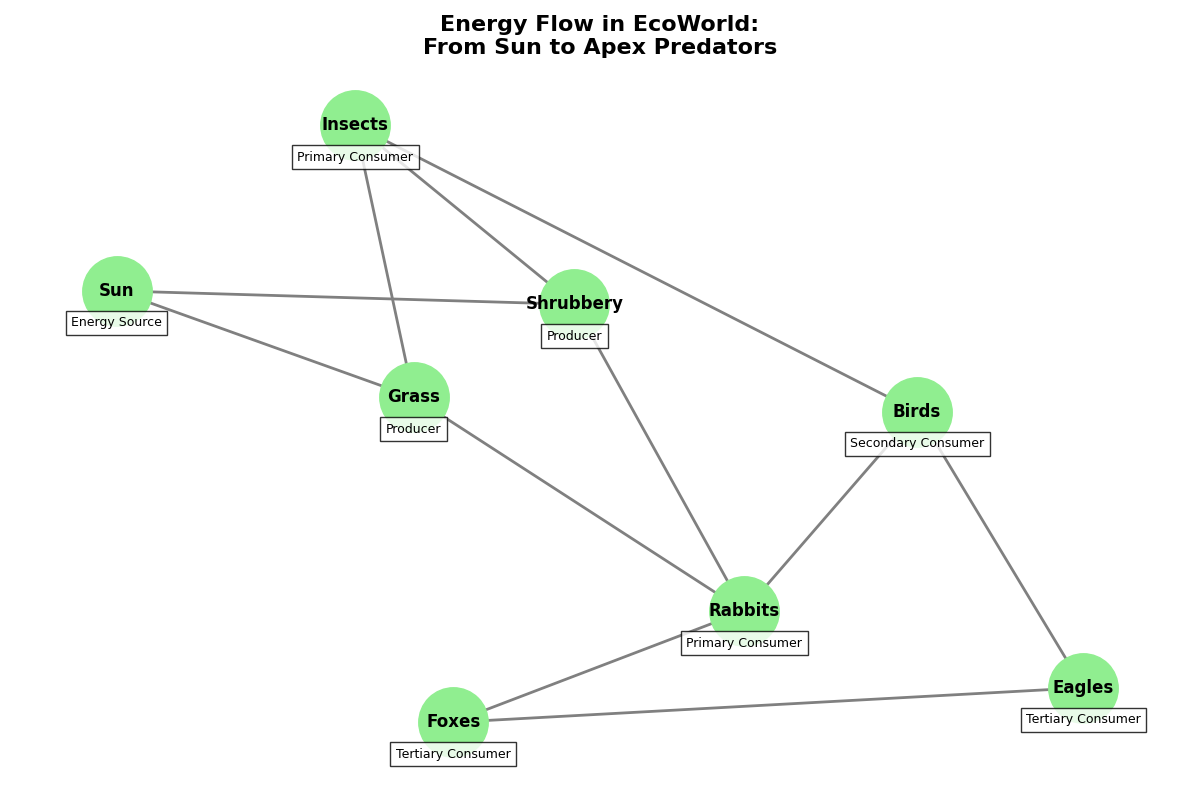 Energy Flow in EcoWorld:
From Sun to Apex Predators
Insects
Primary Consumer
Sun
Energy Source
Shrubbery
Producer
Grass
Producer
Birds
Secondary Consumer
Rabbits
Primary Consumer
Eagles
Tertiary Consumer
Foxes
Tertiary Consumer